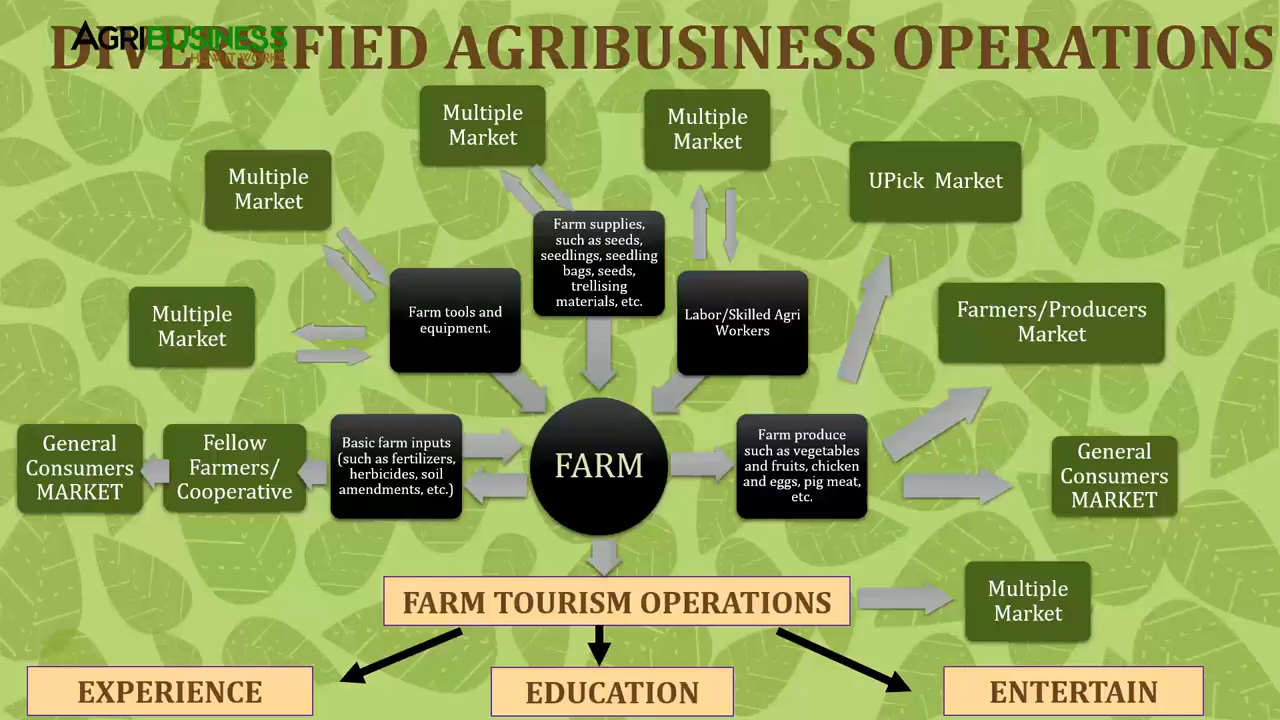 DIVERSIFIED AGRIBUSINESS OPERATIONS
AGRIBUSINESS
HOW IT WORKS
Multiple
Market
Multiple
Market
Multiple
Market
UPick  Market
Farm supplies,
such as seeds,
seedlings, seedling
bags, seeds,
trellising
materials, etc.
Farm tools and
equipment.
Labor/Skilled Agri
Workers
Multiple
Market
Farmers/Producers
Market
General
Consumers
MARKET
Fellow
Farmers/
Cooperative
Basic farm inputs
(such as fertilizers,
herbicides, soil
amendments, etc.)
FARM
Farm produce
such as vegetables
and fruits, chicken
and eggs, pig meat,
etc.
General
Consumers
MARKET
FARM TOURISM OPERATIONS
Multiple
Market
EXPERIENCE
EDUCATION
ENTERTAIN